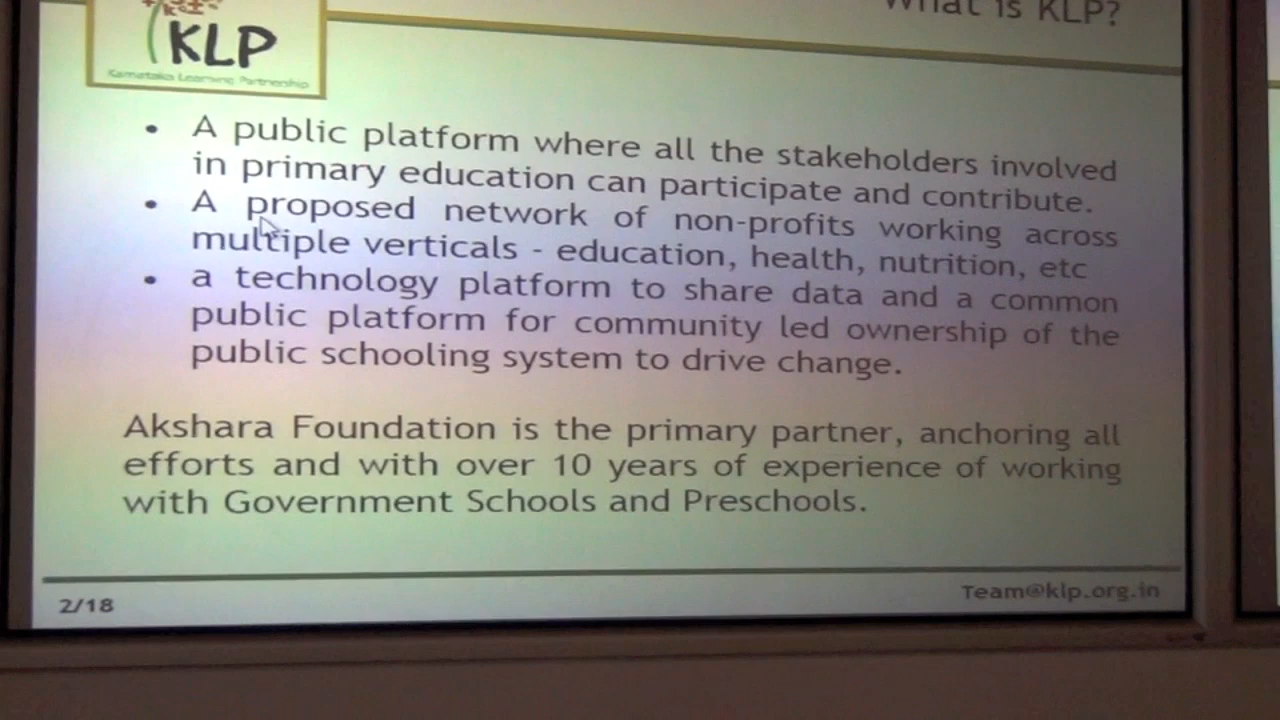 What is KLP?
KLP
Karnataka Learning Partnership
• A public platform where all the stakeholders involved
in primary education can participate and contribute.
• A proposed network of non-profits working across
multiple verticals - education, health, nutrition, etc
• a technology platform to share data and a common
public platform for community led ownership of the
public schooling system to drive change.
Akshara Foundation is the primary partner, anchoring all
efforts and with over 10 years of experience of working
with Government Schools and Preschools.
2/18
Team@klp.org.in